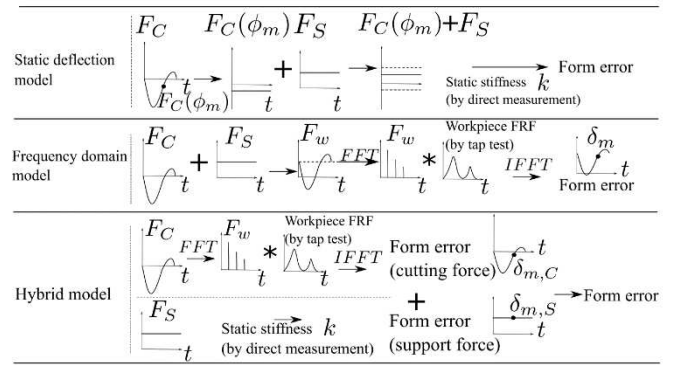 F_C F_C(ϕ_m) F_S F_C(ϕ_m)+F_S
Static deflection
model
t F_C(ϕ_m) t + t t
Static stiffness k
(by direct measurement)
Form error
F_C F_S F_w F_w Workpiece FRF
(by tap test)
δ_m
Frequency domain
model
+ FFT * IFFT
t t t t t t
Form error
F_C F_w Workpiece FRF
(by tap test)
FFT * IFFT
t t t
Form error
(cutting force)
t
δ_{m,C}
Hybrid model
+ Form error
F_S
t
Static stiffness k
(by direct measurement)
Form error
(support force)
δ_{m,S}
t